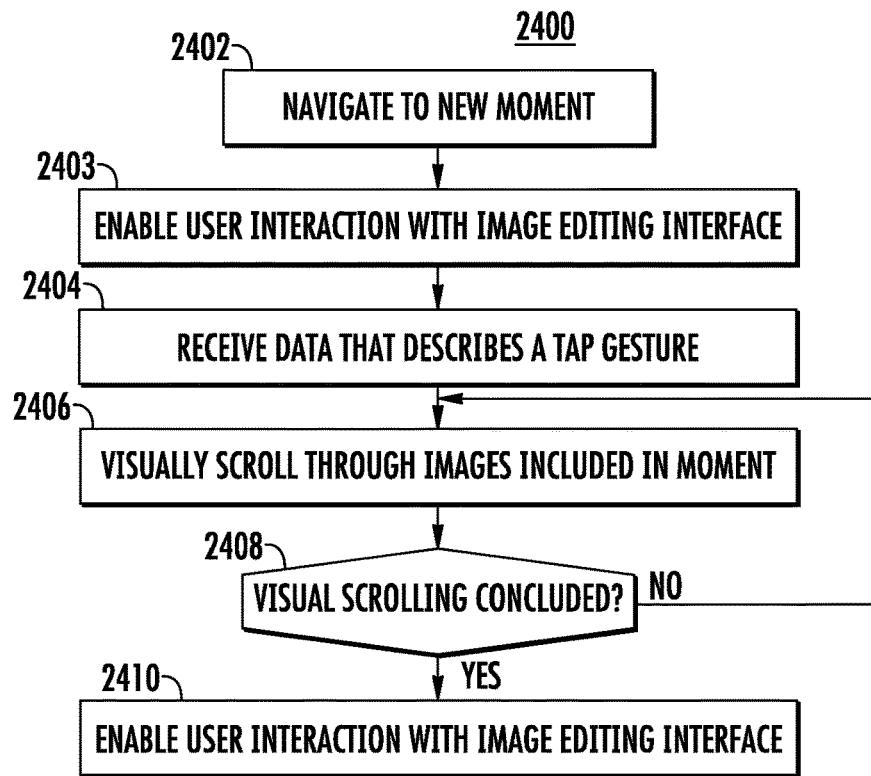 2400
2402
NAVIGATE TO NEW MOMENT
2403
ENABLE USER INTERACTION WITH IMAGE EDITING INTERFACE
2404
RECEIVE DATA THAT DESCRIBES A TAP GESTURE
2406
VISUALLY SCROLL THROUGH IMAGES INCLUDED IN MOMENT
2408
VISUAL SCROLLING CONCLUDED?
NO
YES
2410
ENABLE USER INTERACTION WITH IMAGE EDITING INTERFACE